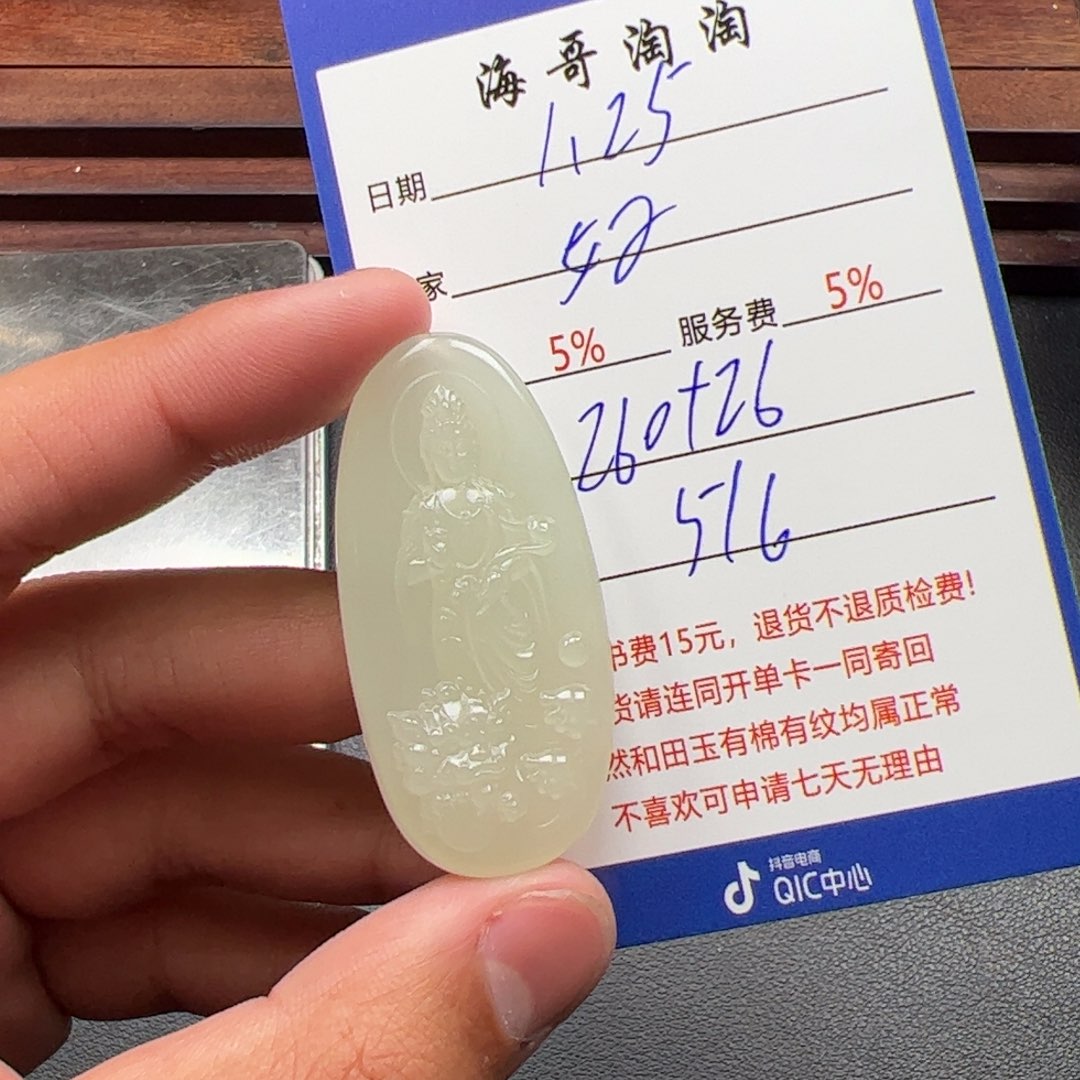 海哥淘淘
日期 1.25
家 52
5% 服务费 5%
260+26
516
书费15元，退货不退质检费！
货请连同开单卡一同寄回
然和田玉有棉有纹均属正常
不喜欢可申请七天无理由
抖音电商
QIC中心